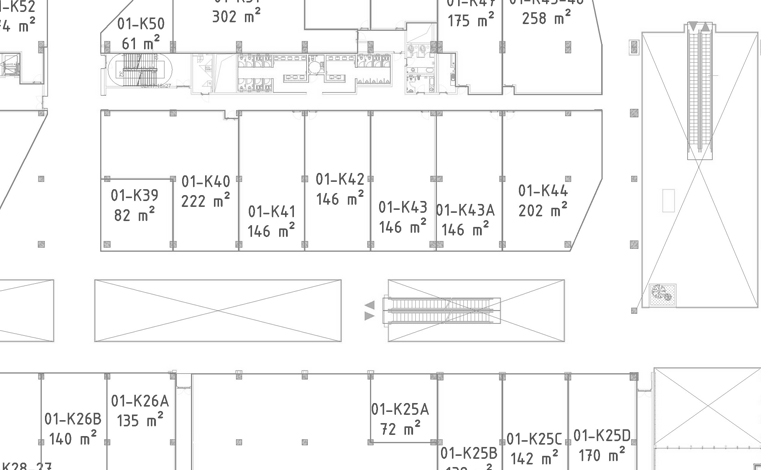 01-K52
74 m²
01-K50
61 m²
302 m²
175 m²
258 m²
01-K39
82 m²
01-K40
222 m²
01-K41
146 m²
01-K42
146 m²
01-K43
146 m²
01-K43A
146 m²
01-K44
202 m²
01-K26B
140 m²
01-K26A
135 m²
01-K25A
72 m²
01-K25B
01-K25C
142 m²
01-K25D
170 m²